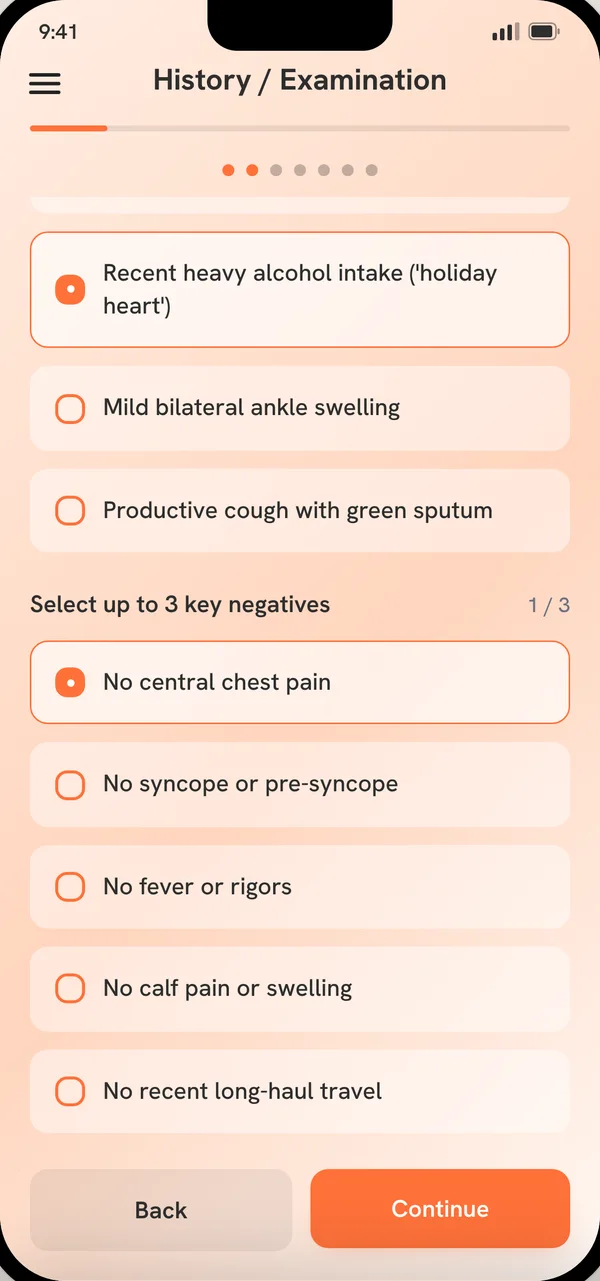 9:41
History / Examination
Recent heavy alcohol intake ('holiday
heart')
Mild bilateral ankle swelling
Productive cough with green sputum
Select up to 3 key negatives
1 / 3
No central chest pain
No syncope or pre-syncope
No fever or rigors
No calf pain or swelling
No recent long-haul travel
Back
Continue